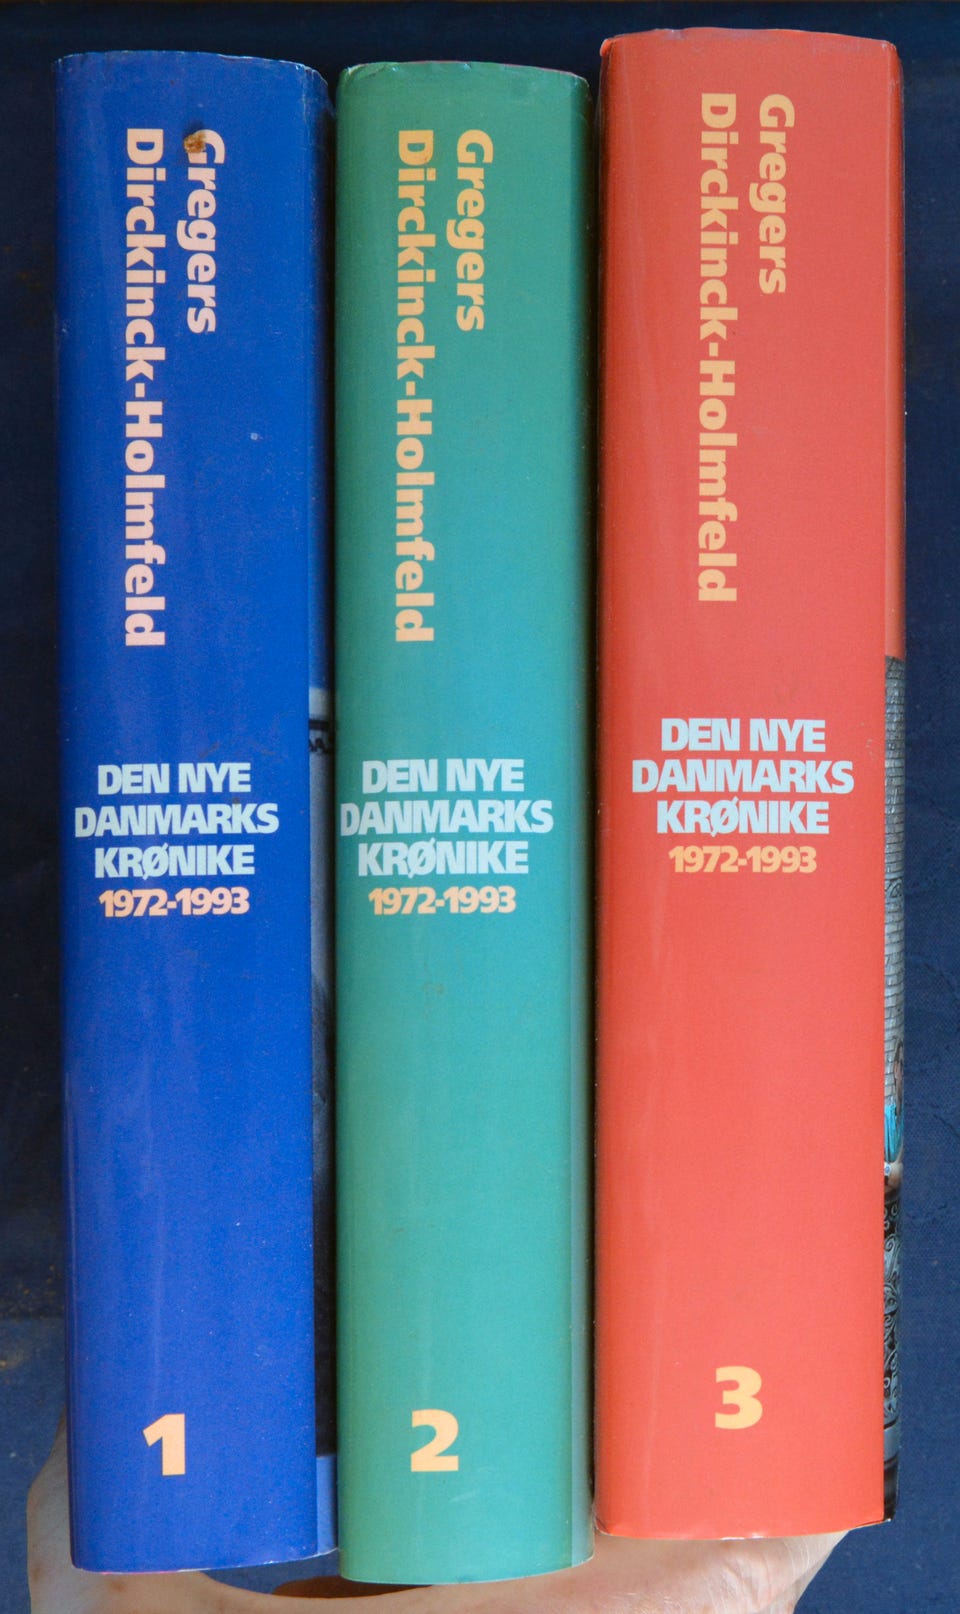 Gregers
Dirckinck-Holmfeld
DEN NYE
DANMARKS
KRØNIKE
1972-1993
1
Gregers
Dirckinck-Holmfeld
DEN NYE
DANMARKS
KRØNIKE
1972-1993
2
Gregers
Dirckinck-Holmfeld
DEN NYE
DANMARKS
KRØNIKE
1972-1993
3